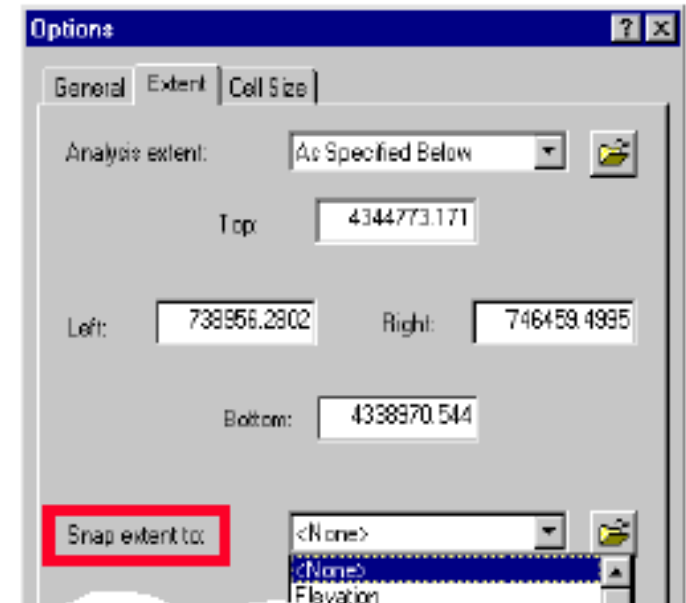 Options
General Extent Cell Size
Analysis extent: As Specified Below
Top: 4344773.171
Left: 738956.2802 Right: 746459.4995
Bottom: 4338970.544
Snap extent to: <None>
<None>
Elevation